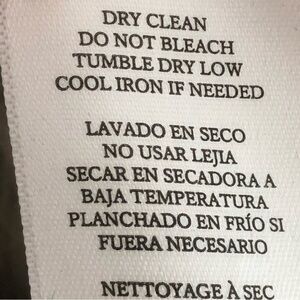 DRY CLEAN
DO NOT BLEACH
TUMBLE DRY LOW
COOL IRON IF NEEDED
LAVADO EN SECO
NO USAR LEJIA
SECAR EN SECADORA A
BAJA TEMPERATURA
PLANCHADO EN FRÍO SI
FUERA NECESARIO
NETTOYAGE À SEC